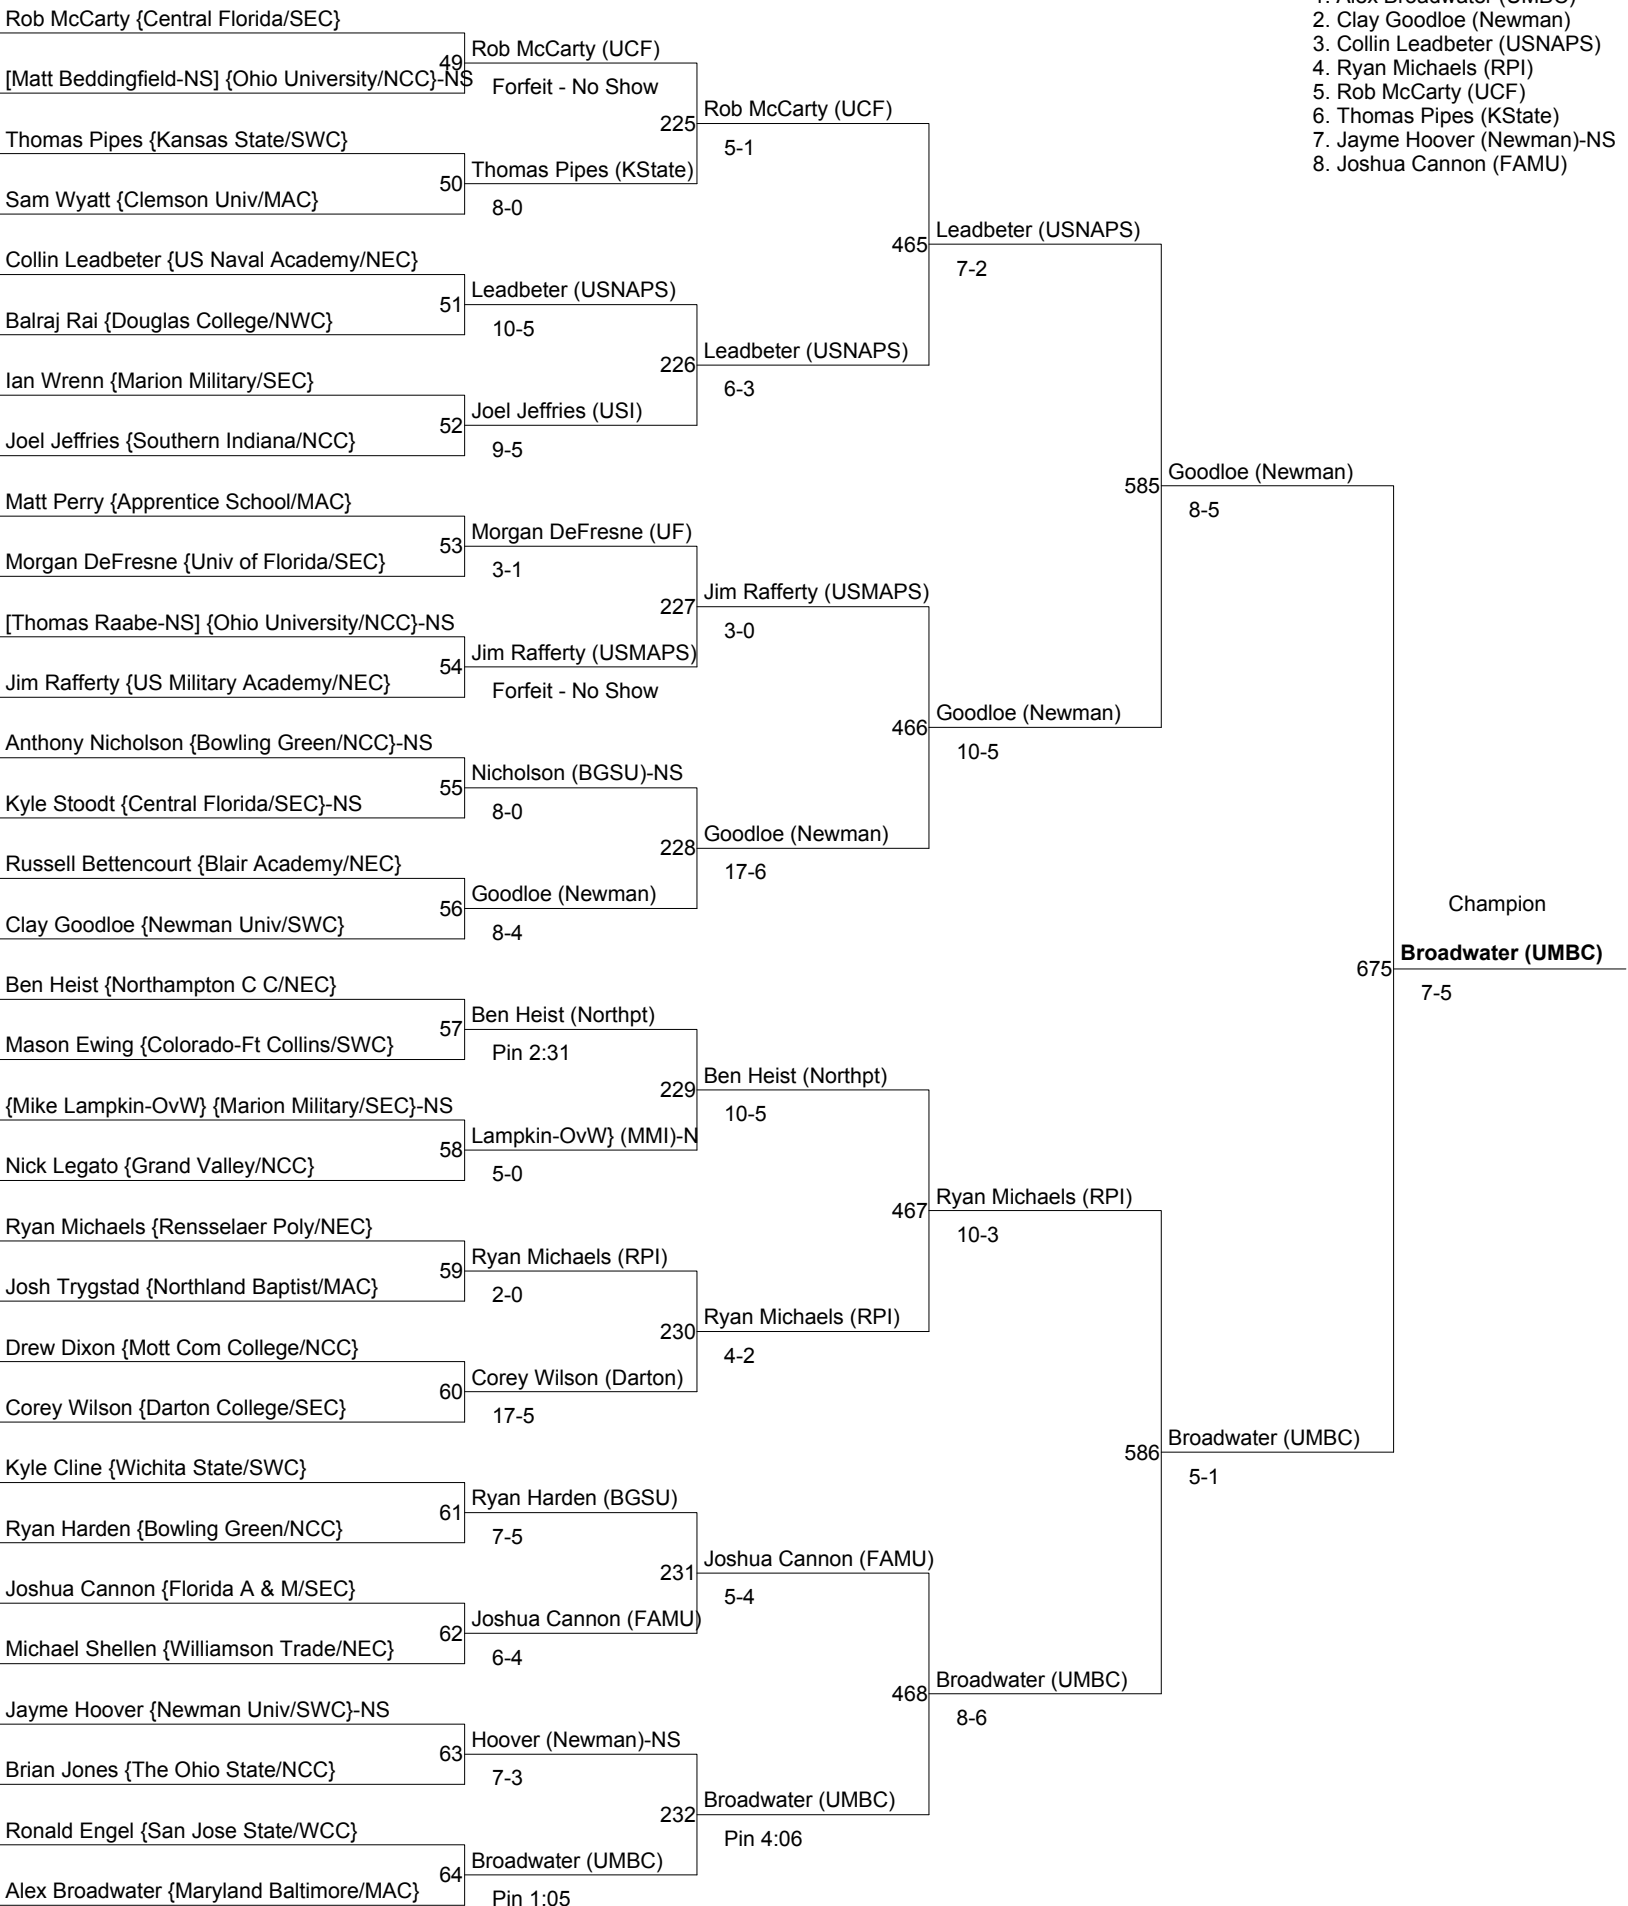 1. Alex Broadwater (UMBC)
2. Clay Goodloe (Newman)
3. Collin Leadbeter (USNAPS)
4. Ryan Michaels (RPI)
5. Rob McCarty (UCF)
6. Thomas Pipes (KState)
7. Jayme Hoover (Newman)-NS
8. Joshua Cannon (FAMU)
Rob McCarty {Central Florida/SEC}
49
[Matt Beddingfield-NS] {Ohio University/NCC}-NS
Thomas Pipes {Kansas State/SWC}
50
Sam Wyatt {Clemson Univ/MAC}
Collin Leadbeter {US Naval Academy/NEC}
51
Balraj Rai {Douglas College/NWC}
Ian Wrenn {Marion Military/SEC}
52
Joel Jeffries {Southern Indiana/NCC}
Matt Perry {Apprentice School/MAC}
53
Morgan DeFresne {Univ of Florida/SEC}
[Thomas Raabe-NS] {Ohio University/NCC}-NS
54
Jim Rafferty {US Military Academy/NEC}
Anthony Nicholson {Bowling Green/NCC}-NS
55
Kyle Stoodt {Central Florida/SEC}-NS
Russell Bettencourt {Blair Academy/NEC}
56
Clay Goodloe {Newman Univ/SWC}
Ben Heist {Northampton C C/NEC}
57
Mason Ewing {Colorado-Ft Collins/SWC}
{Mike Lampkin-OvW} {Marion Military/SEC}-NS
58
Nick Legato {Grand Valley/NCC}
Ryan Michaels {Rensselaer Poly/NEC}
59
Josh Trygstad {Northland Baptist/MAC}
Drew Dixon {Mott Com College/NCC}
60
Corey Wilson {Darton College/SEC}
Kyle Cline {Wichita State/SWC}
61
Ryan Harden {Bowling Green/NCC}
Joshua Cannon {Florida A & M/SEC}
62
Michael Shellen {Williamson Trade/NEC}
Jayme Hoover {Newman Univ/SWC}-NS
63
Brian Jones {The Ohio State/NCC}
Ronald Engel {San Jose State/WCC}
64
Alex Broadwater {Maryland Baltimore/MAC}
Rob McCarty (UCF)
Forfeit - No Show
225
Thomas Pipes (KState)
8-0
Leadbeter (USNAPS)
10-5
226
Joel Jeffries (USI)
9-5
Morgan DeFresne (UF)
3-1
227
Jim Rafferty (USMAPS)
Forfeit - No Show
Nicholson (BGSU)-NS
8-0
228
Goodloe (Newman)
8-4
Ben Heist (Northpt)
Pin 2:31
229
Lampkin-OvW} (MMI)-N
5-0
Ryan Michaels (RPI)
2-0
230
Corey Wilson (Darton)
17-5
Ryan Harden (BGSU)
7-5
231
Joshua Cannon (FAMU)
6-4
Hoover (Newman)-NS
7-3
232
Broadwater (UMBC)
Pin 1:05
Rob McCarty (UCF)
5-1
465
Leadbeter (USNAPS)
6-3
Jim Rafferty (USMAPS)
3-0
466
Goodloe (Newman)
17-6
Ben Heist (Northpt)
10-5
467
Ryan Michaels (RPI)
4-2
Joshua Cannon (FAMU)
5-4
468
Broadwater (UMBC)
Pin 4:06
Leadbeter (USNAPS)
7-2
585
Goodloe (Newman)
10-5
Ryan Michaels (RPI)
10-3
586
Broadwater (UMBC)
8-6
Goodloe (Newman)
8-5
675
Broadwater (UMBC)
5-1
Champion
Broadwater (UMBC)
7-5